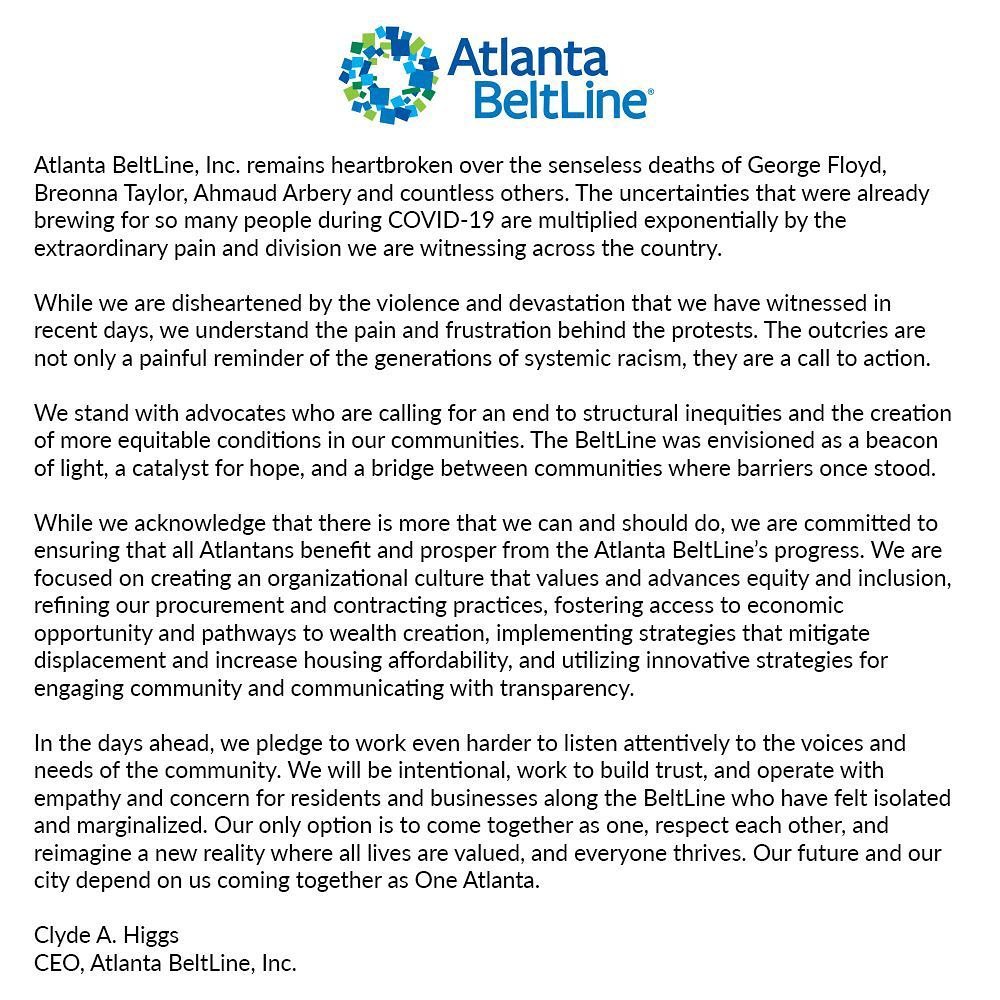 Atlanta
BeltLine®
Atlanta BeltLine, Inc. remains heartbroken over the senseless deaths of George Floyd,
Breonna Taylor, Ahmaud Arbery and countless others. The uncertainties that were already
brewing for so many people during COVID-19 are multiplied exponentially by the
extraordinary pain and division we are witnessing across the country.
While we are disheartened by the violence and devastation that we have witnessed in
recent days, we understand the pain and frustration behind the protests. The outcries are
not only a painful reminder of the generations of systemic racism, they are a call to action.
We stand with advocates who are calling for an end to structural inequities and the creation
of more equitable conditions in our communities. The BeltLine was envisioned as a beacon
of light, a catalyst for hope, and a bridge between communities where barriers once stood.
While we acknowledge that there is more that we can and should do, we are committed to
ensuring that all Atlantans benefit and prosper from the Atlanta BeltLine’s progress. We are
focused on creating an organizational culture that values and advances equity and inclusion,
refining our procurement and contracting practices, fostering access to economic
opportunity and pathways to wealth creation, implementing strategies that mitigate
displacement and increase housing affordability, and utilizing innovative strategies for
engaging community and communicating with transparency.
In the days ahead, we pledge to work even harder to listen attentively to the voices and
needs of the community. We will be intentional, work to build trust, and operate with
empathy and concern for residents and businesses along the BeltLine who have felt isolated
and marginalized. Our only option is to come together as one, respect each other, and
reimagine a new reality where all lives are valued, and everyone thrives. Our future and our
city depend on us coming together as One Atlanta.
Clyde A. Higgs
CEO, Atlanta BeltLine, Inc.